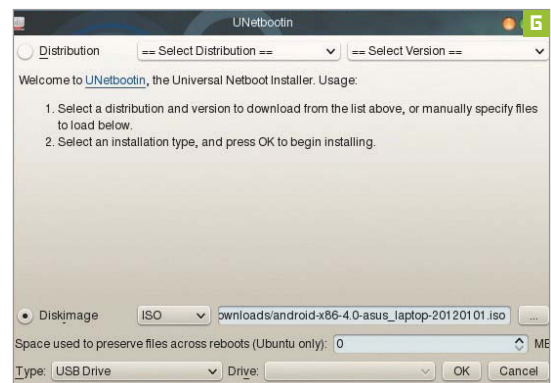 UNetbootin
Distribution == Select Distribution == == Select Version ==
Welcome to UNetbootin, the Universal Netboot Installer. Usage:
1. Select a distribution and version to download from the list above, or manually specify files
to load below.
2. Select an installation type, and press OK to begin installing.
Diskimage ISO ownloads/android-x86-4.0-asus_laptop-20120101.iso ...
Space used to preserve files across reboots (Ubuntu only): 0
Type: USB Drive Drive: OK Cancel